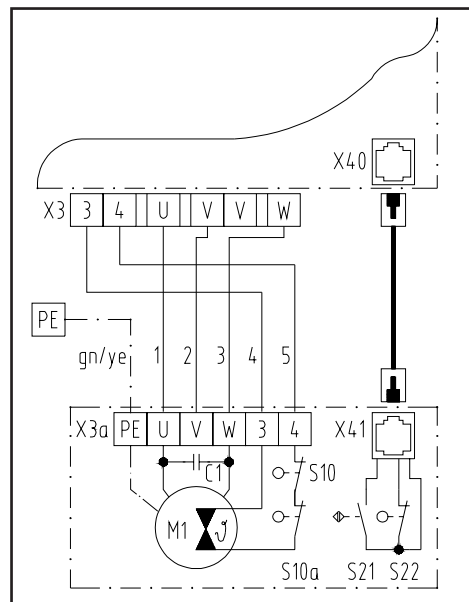 X40
X3 3 4 U V V W
PE
gn/ye 1 2 3 4 5
X3a PE U V W 3 4 X41
C1
S10
M1 ϑ
S10a S21 S22